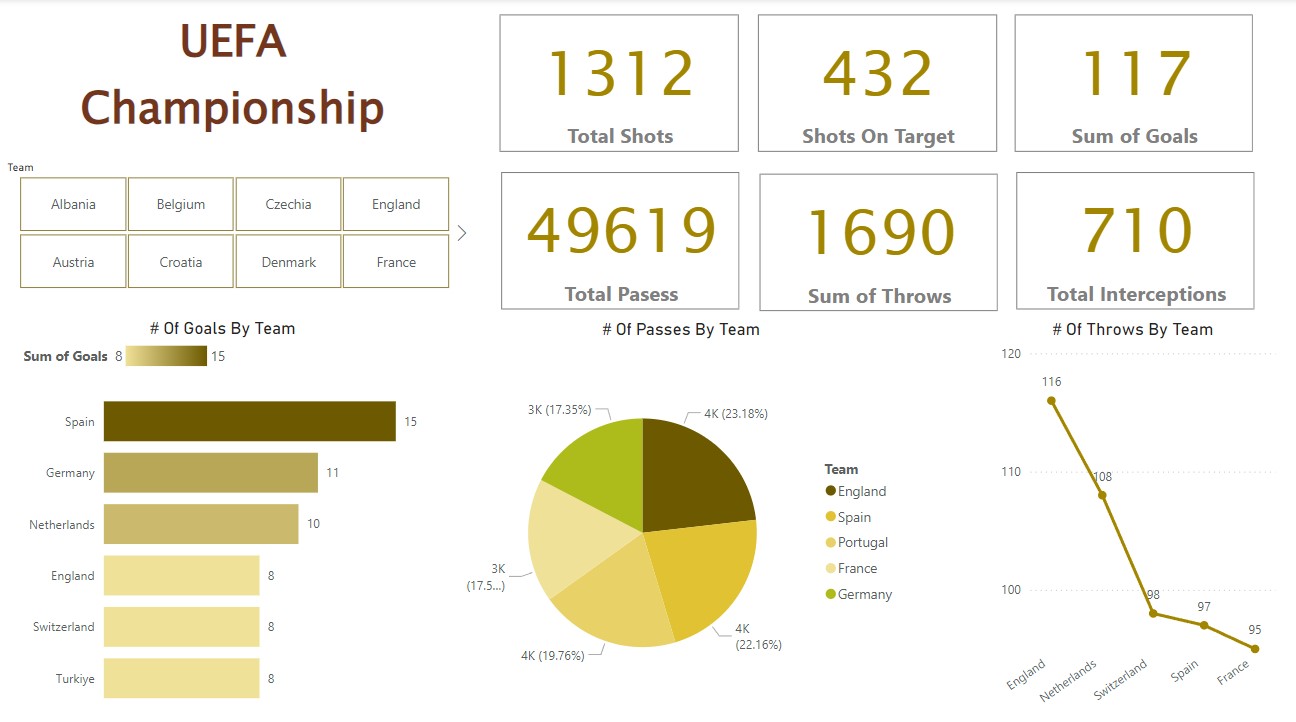 UEFA
Championship
1312
Total Shots
432
Shots On Target
117
Sum of Goals
Team
Albania
Belgium
Czechia
England
Austria
Croatia
Denmark
France
49619
Total Pasess
1690
Sum of Throws
710
Total Interceptions
# Of Goals By Team
Sum of Goals 8 15
Spain 15
Germany 11
Netherlands 10
England 8
Switzerland 8
Turkiye 8
# Of Passes By Team
3K (17.35%)
4K (23.18%)
3K
(17.5...)
4K
(22.16%)
4K (19.76%)
Team
England
Spain
Portugal
France
Germany
# Of Throws By Team
120
116
110
108
100
98
97
95
England
Netherlands
Switzerland
Spain
France